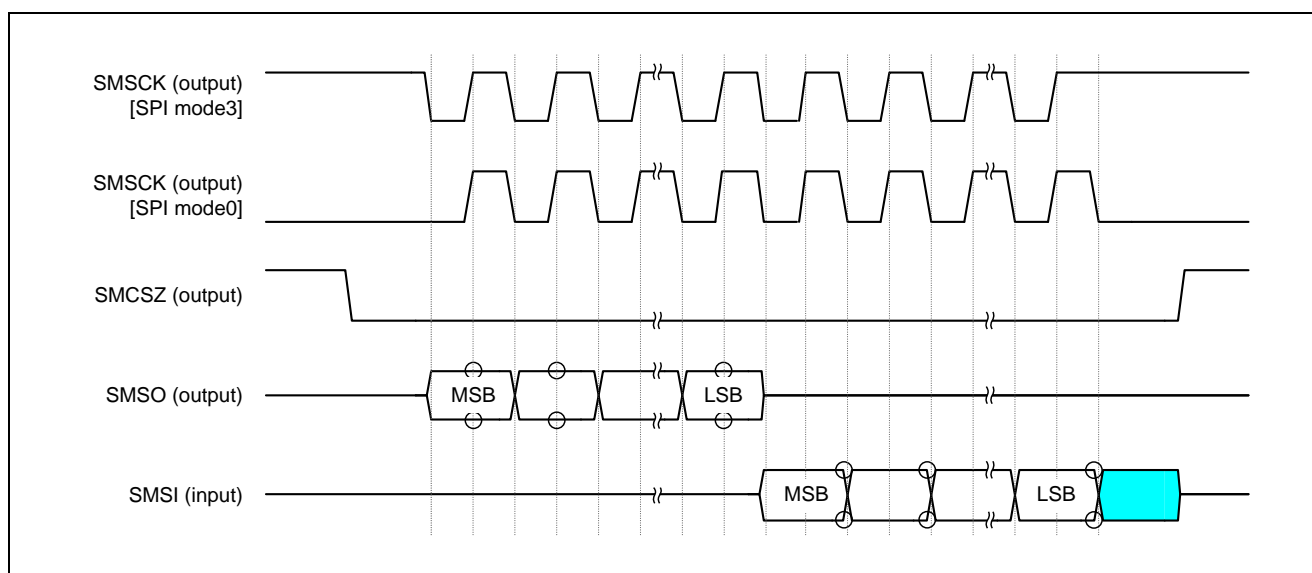 SMSCK (output)
[SPI mode3]
SMSCK (output)
[SPI mode0]
SMCSZ (output)
SMSO (output)
MSB
LSB
SMSI (input)
MSB
LSB